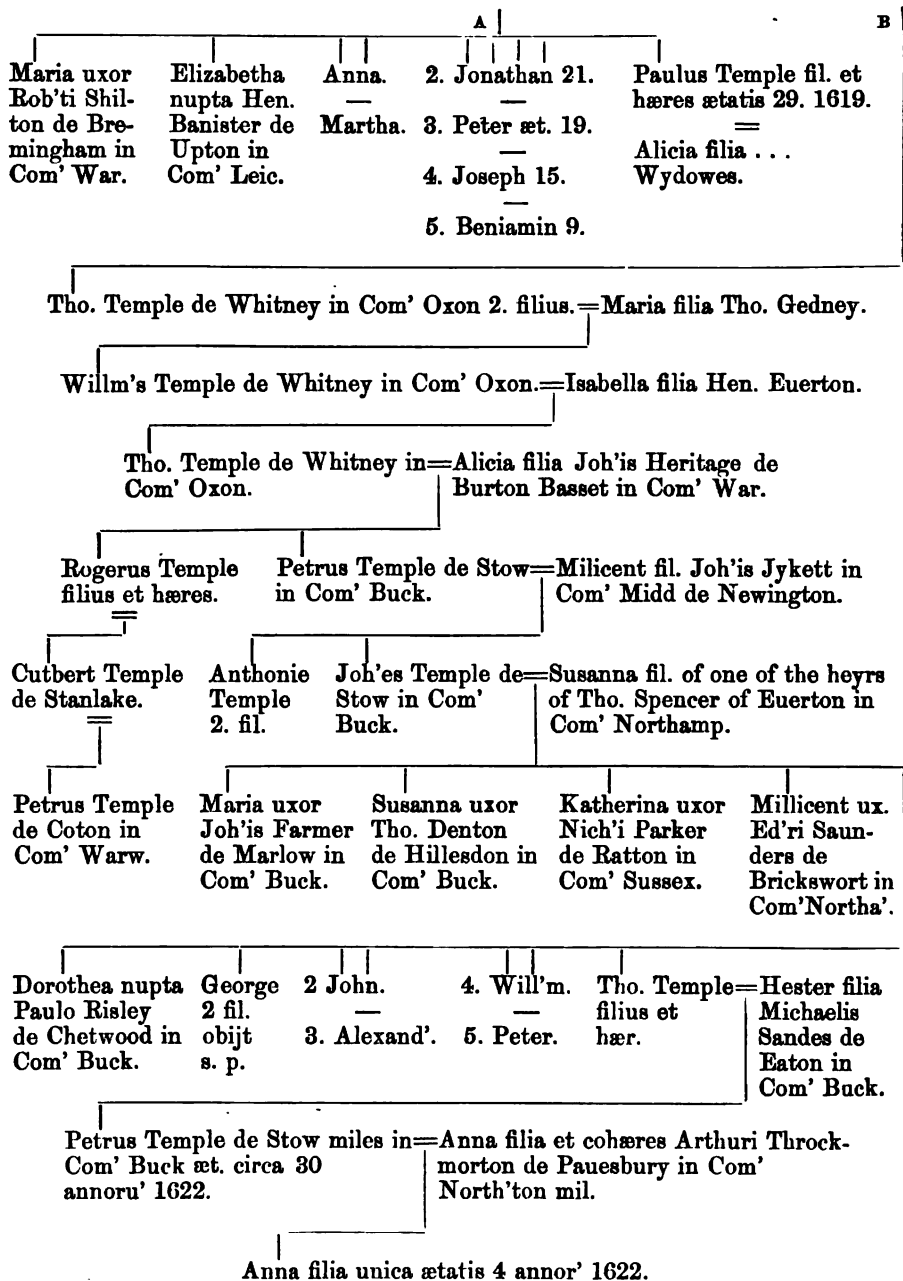 A B
Maria uxor
Rob'ti Shil-
ton de Bre-
mingham in
Com' War.
Elizabetha
nupta Hen.
Banister de
Upton in
Com' Leic.
Anna.
—
Martha.
2. Jonathan 21.
—
3. Peter æt. 19.
—
4. Joseph 15.
—
5. Beniamin 9.
Paulus Temple fil. et
hæres ætatis 29. 1619.
=
Alicia filia . . .
Wydowes.
Tho. Temple de Whitney in Com' Oxon 2. filius.=Maria filia Tho. Gedney.
Willm's Temple de Whitney in Com' Oxon.=Isabella filia Hen. Euerton.
Tho. Temple de Whitney in=Alicia filia Joh'is Heritage de
Com' Oxon. Burton Basset in Com' War.
Rogerus Temple
filius et hæres.
=
Petrus Temple de Stow=Milicent fil. Joh'is Jykett in
in Com' Buck. Com' Midd de Newington.
Cutbert Temple
de Stanlake.
=
Anthonie
Temple
2. fil.
Joh'es Temple de=Susanna fil. of one of the heyrs
Stow in Com' of Tho. Spencer of Euerton in
Buck. Com' Northamp.
Petrus Temple
de Coton in
Com' Warw.
Maria uxor
Joh'is Farmer
de Marlow in
Com' Buck.
Susanna uxor
Tho. Denton
de Hillesdon in
Com' Buck.
Katherina uxor
Nich'i Parker
de Ratton in
Com' Sussex.
Millicent ux.
Ed'ri Saun-
ders de
Brickswort in
Com'Northa'.
Dorothea nupta
Paulo Risley
de Chetwood in
Com' Buck.
George
2 fil.
obijt
s. p.
2 John.
—
3. Alexand'.
4. Will'm.
—
5. Peter.
Tho. Temple=Hester filia
filius et Michaelis
hær. Sandes de
Eaton in
Com' Buck.
Petrus Temple de Stow miles in=Anna filia et cohæres Arthuri Throck-
Com' Buck æt. circa 30 morton de Pauesbury in Com'
annoru' 1622. North'ton mil.
Anna filia unica ætatis 4 annor' 1622.